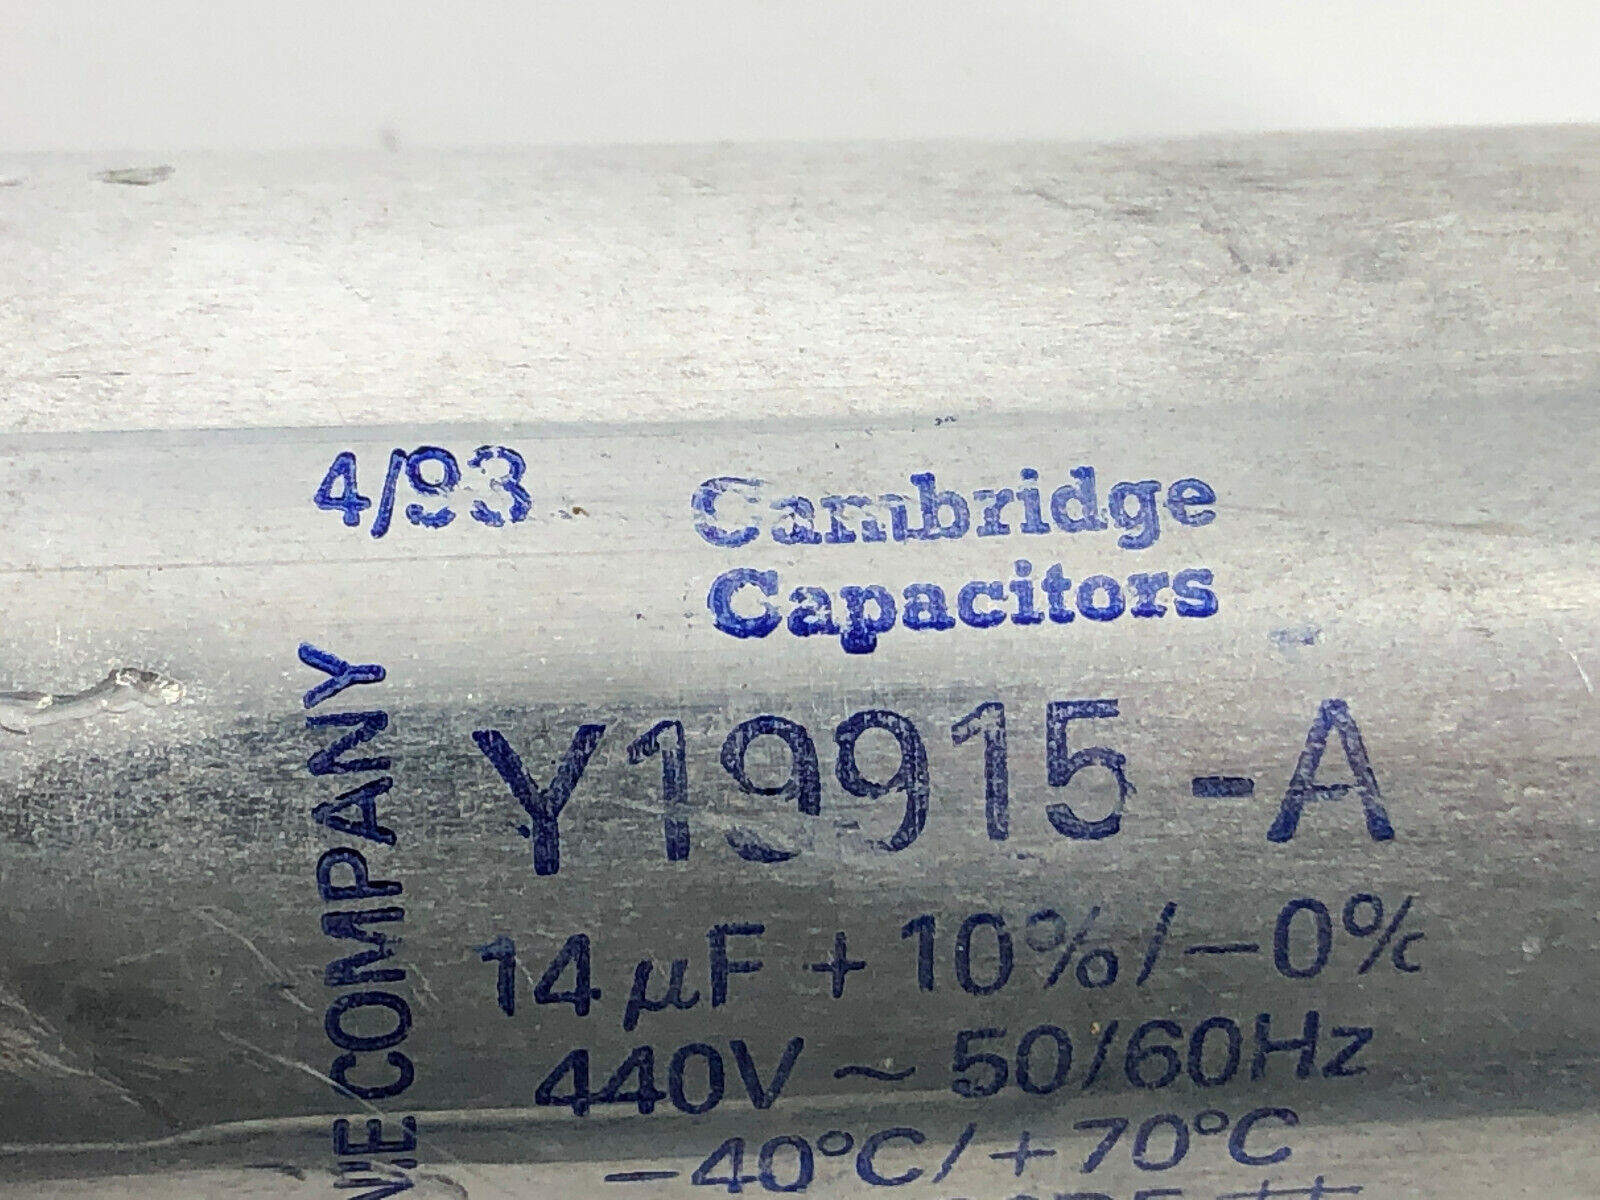 4/93
Cambridge
Capacitors
Y19915-A
14 µF + 10%/-0%
440V ~ 50/60Hz
-40°C/+70°C
COMPANY